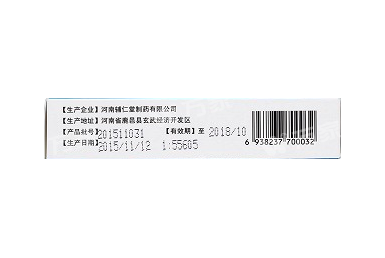 【生产企业】河南辅仁堂制药有限公司
【生产地址】河南省鹿邑县玄武经济开发区
【产品批号】201511031 【有效期】至 2018/10
【生产日期】2015/11/12 1:55605
6 938237 700032